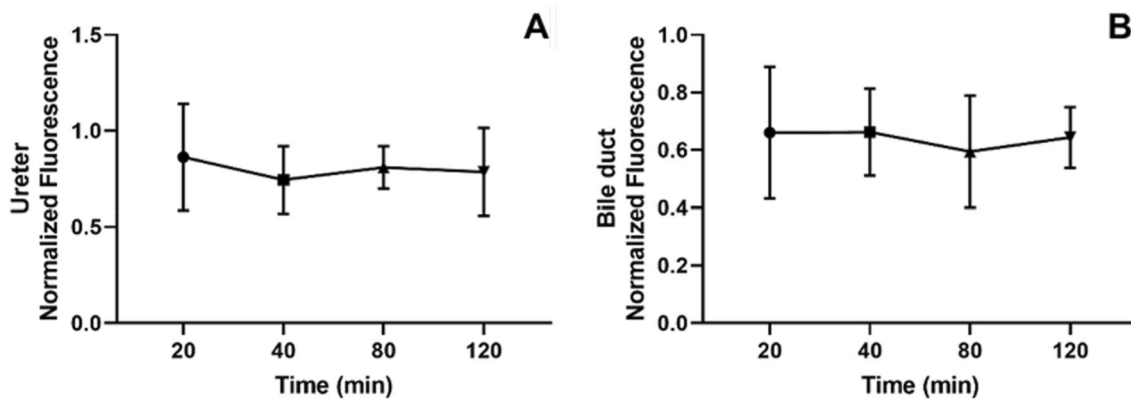 A
Ureter
Normalized Fluorescence
1.5
1.0
0.5
0.0
20 40 80 120
Time (min)
B
Bile duct
Normalized Fluorescence
1.0
0.8
0.6
0.4
0.2
0.0
20 40 80 120
Time (min)